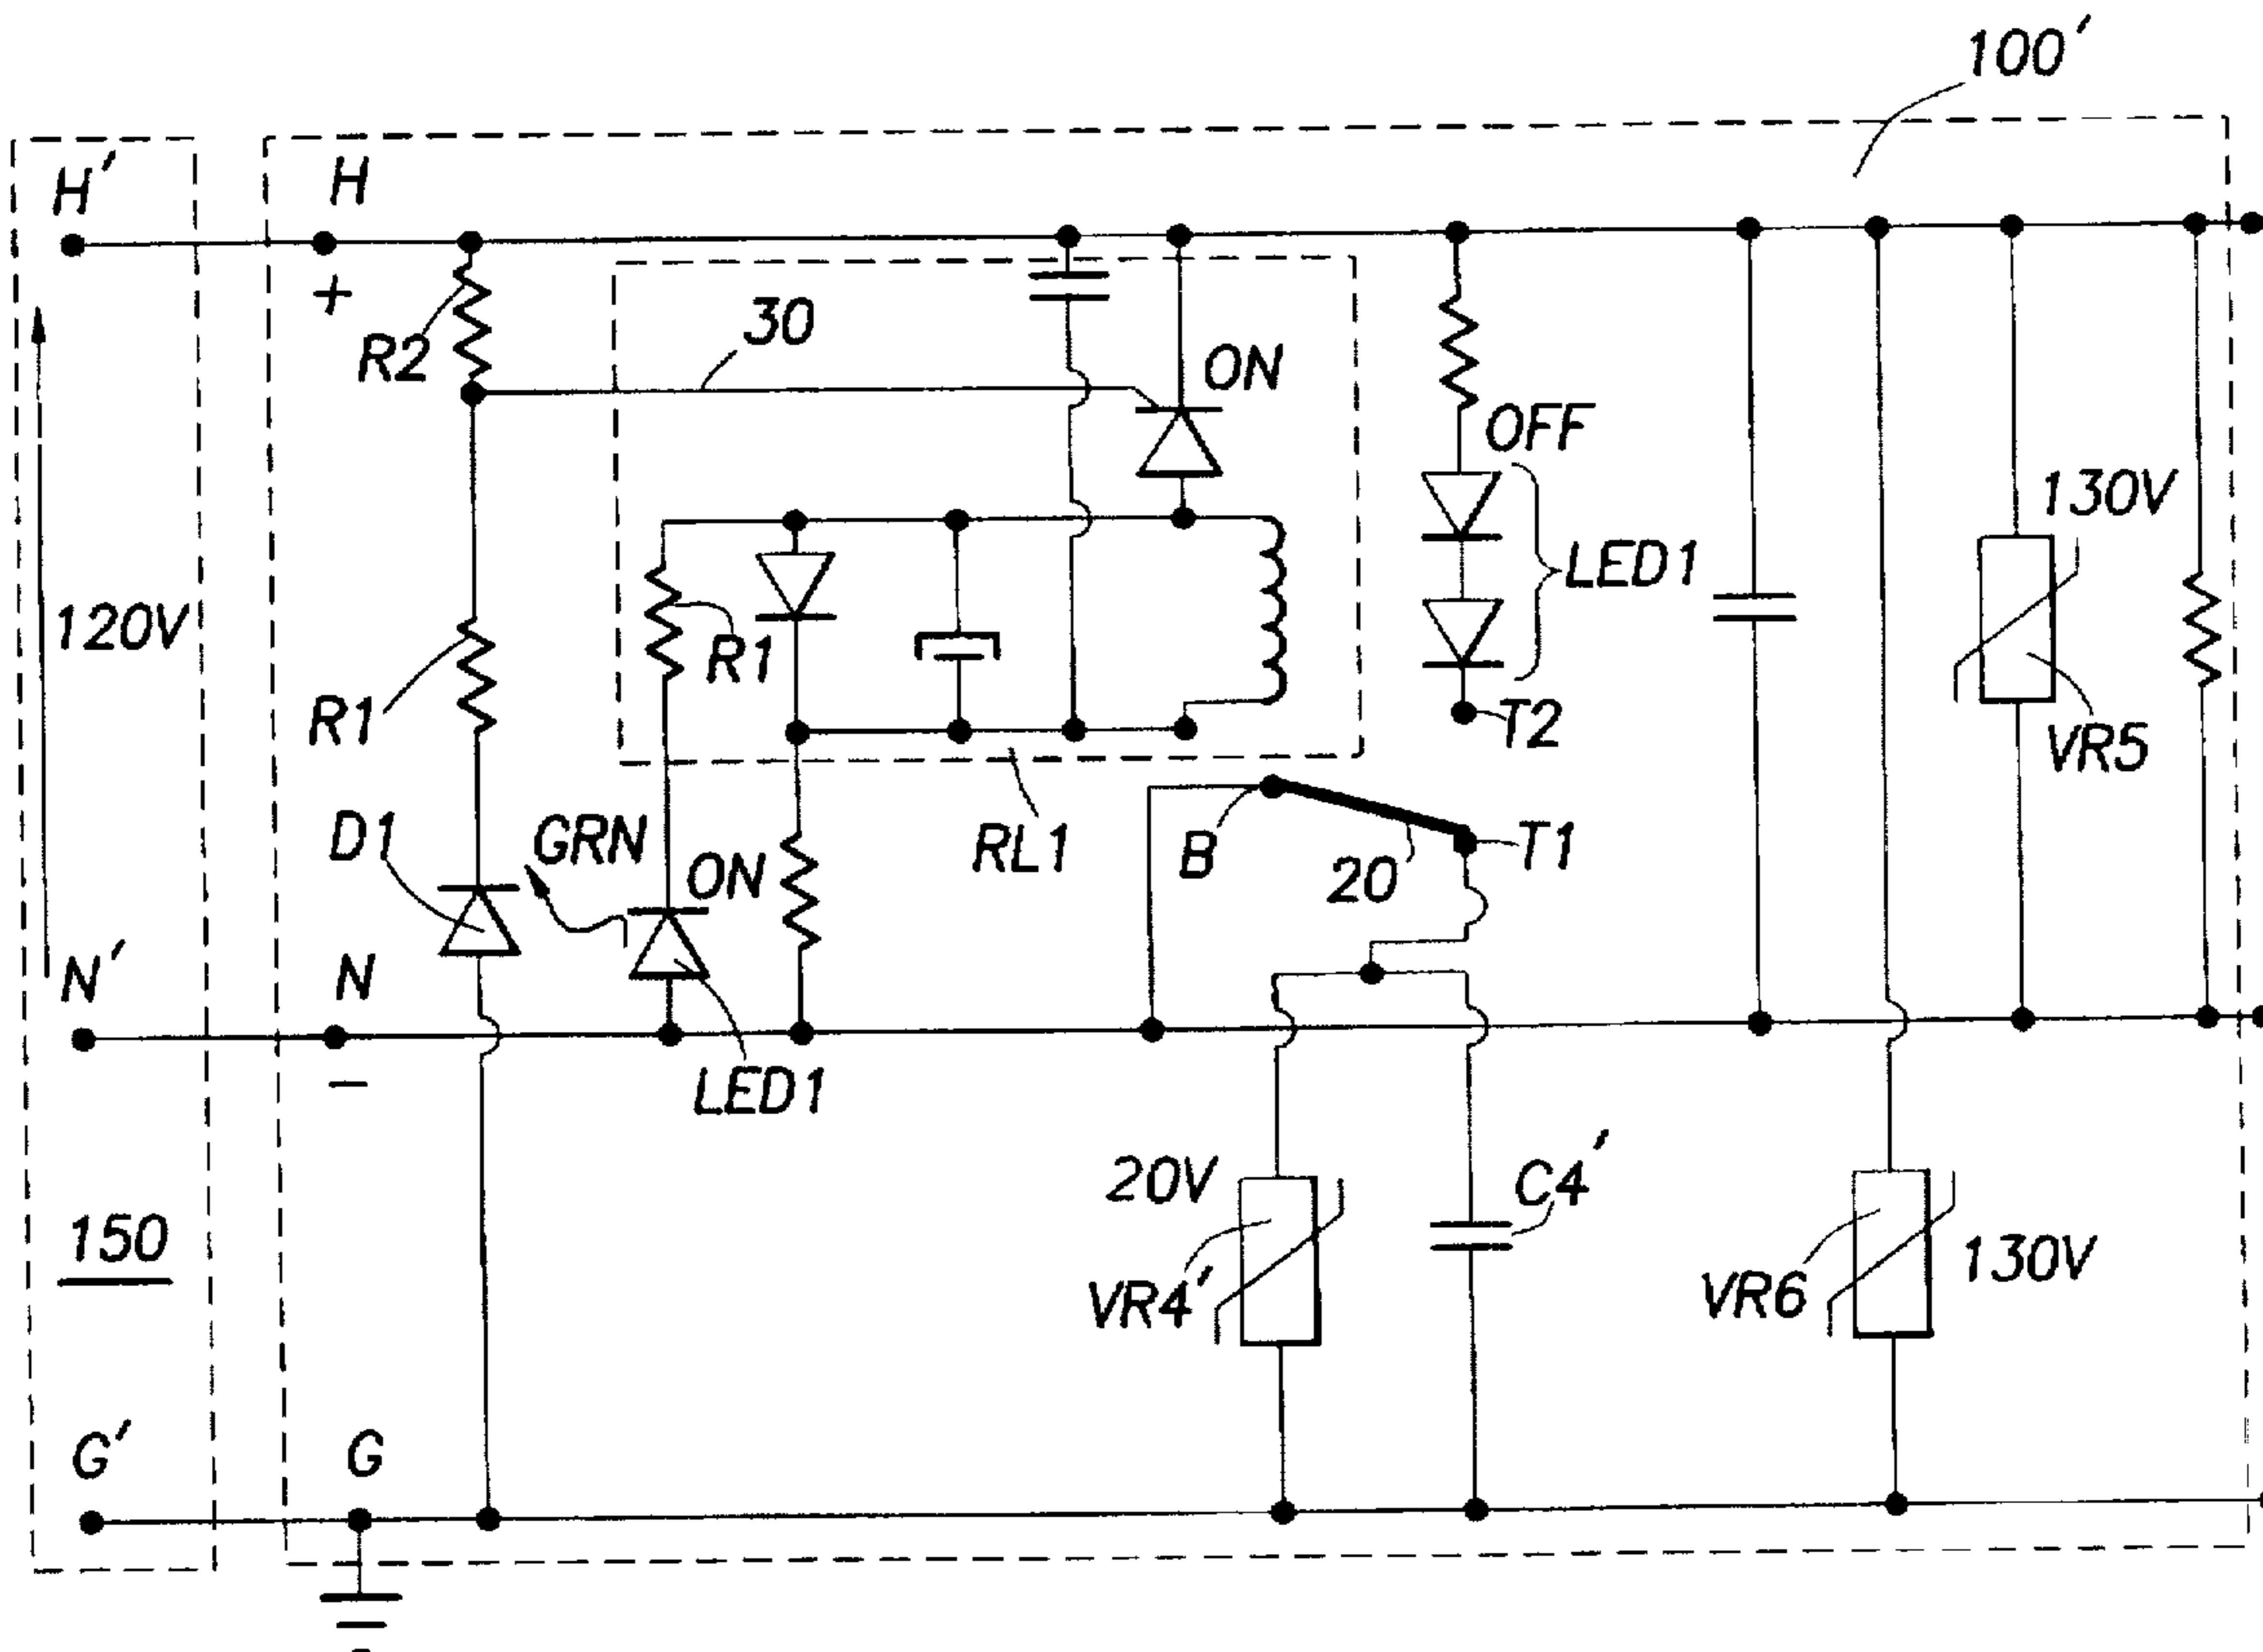 100'
H'
H
+
R2
30
ON
OFF
130V
LED1
120V
R1
R1
T2
VR5
D1
GRN
ON
RL1
B
20
T1
N'
N
−
LED1
20V
C4'
150
VR4'
VR6
130V
G'
G